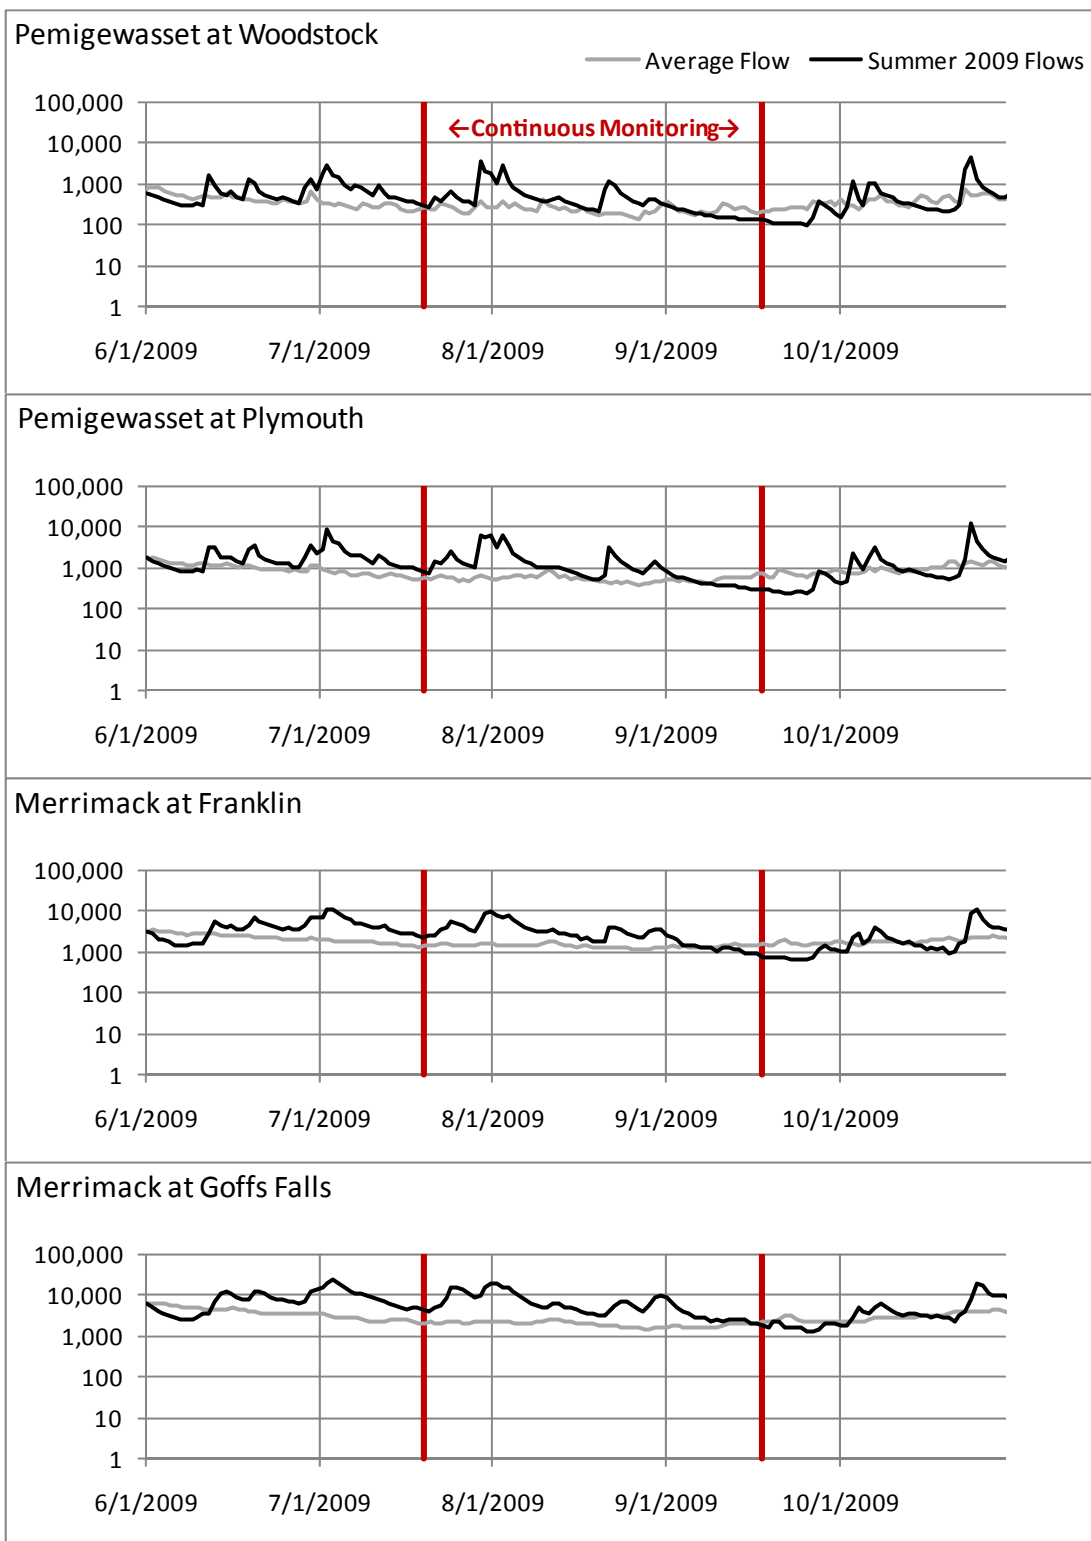 Pemigewasset at Woodstock
Average Flow Summer 2009 Flows
100,000
←Continuous Monitoring→
10,000
1,000
100
10
1
6/1/2009 7/1/2009 8/1/2009 9/1/2009 10/1/2009
Pemigewasset at Plymouth
100,000
10,000
1,000
100
10
1
6/1/2009 7/1/2009 8/1/2009 9/1/2009 10/1/2009
Merrimack at Franklin
100,000
10,000
1,000
100
10
1
6/1/2009 7/1/2009 8/1/2009 9/1/2009 10/1/2009
Merrimack at Goffs Falls
100,000
10,000
1,000
100
10
1
6/1/2009 7/1/2009 8/1/2009 9/1/2009 10/1/2009